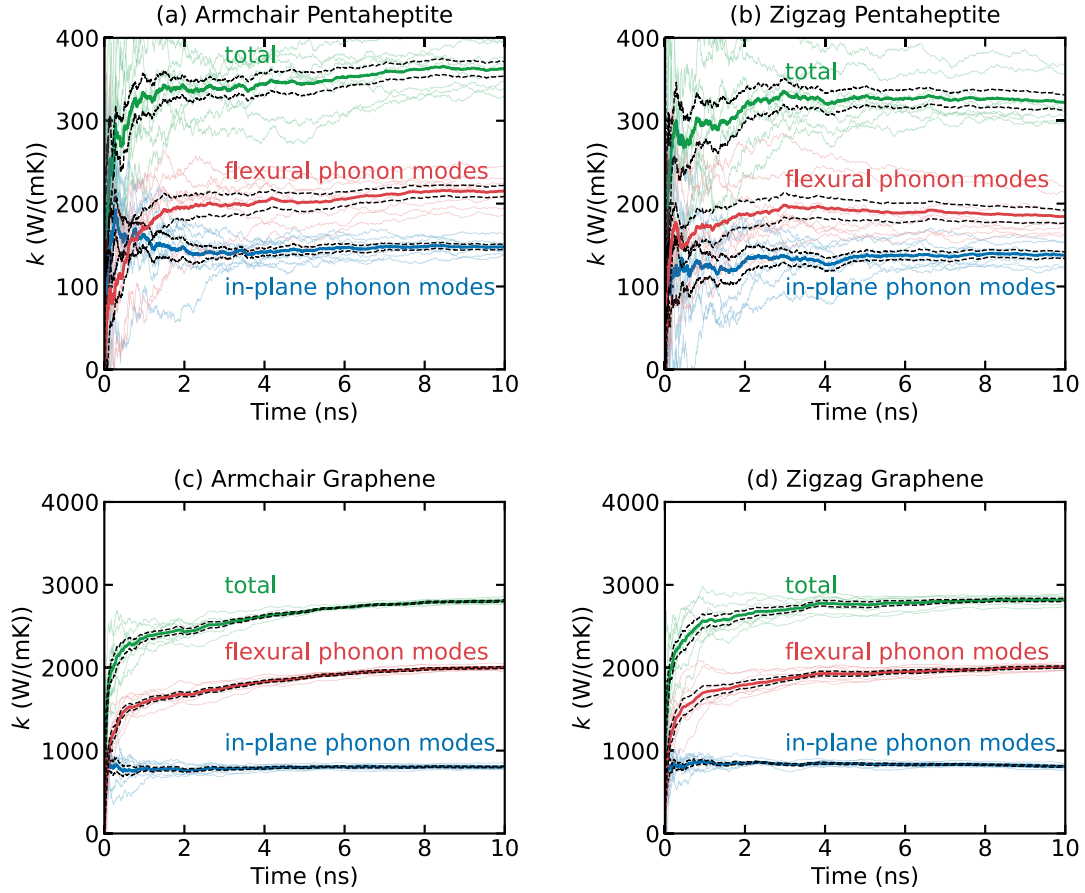 (a) Armchair Pentaheptite
400
300
200
100
0
k (W/(mK))
total
flexural phonon modes
in-plane phonon modes
0 2 4 6 8 10
Time (ns)
(b) Zigzag Pentaheptite
400
300
200
100
0
k (W/(mK))
total
flexural phonon modes
in-plane phonon modes
0 2 4 6 8 10
Time (ns)
(c) Armchair Graphene
4000
3000
2000
1000
0
k (W/(mK))
total
flexural phonon modes
in-plane phonon modes
0 2 4 6 8 10
Time (ns)
(d) Zigzag Graphene
4000
3000
2000
1000
0
k (W/(mK))
total
flexural phonon modes
in-plane phonon modes
0 2 4 6 8 10
Time (ns)